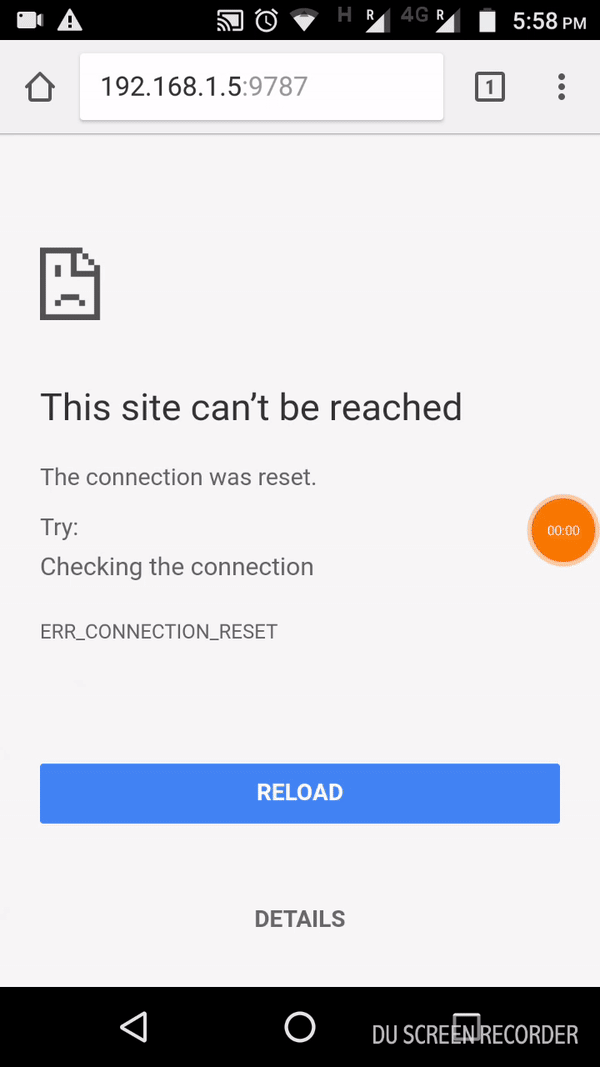 H R 4G R 5:58 PM
192.168.1.5:9787
1
This site can’t be reached
The connection was reset.
Try:
Checking the connection
00:00
ERR_CONNECTION_RESET
RELOAD
DETAILS
DU SCREEN RECORDER